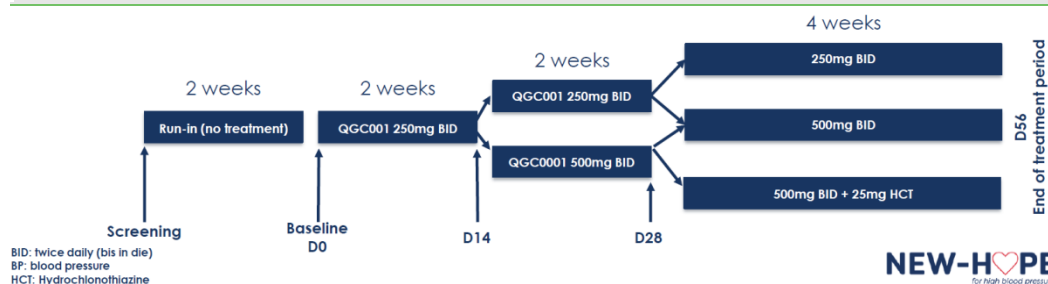 4 weeks
2 weeks
250mg BID
2 weeks
2 weeks
QGC001 250mg BID
Run-in (no treatment)
QGC001 250mg BID
500mg BID
QGC0001 500mg BID
500mg BID + 25mg HCT
D56
End of treatment period
Screening
Baseline
D0
D14
D28
BID: twice daily (bis in die)
BP: blood pressure
HCT: Hydrochlonothiazine
NEW-HOPE
for high blood pressur